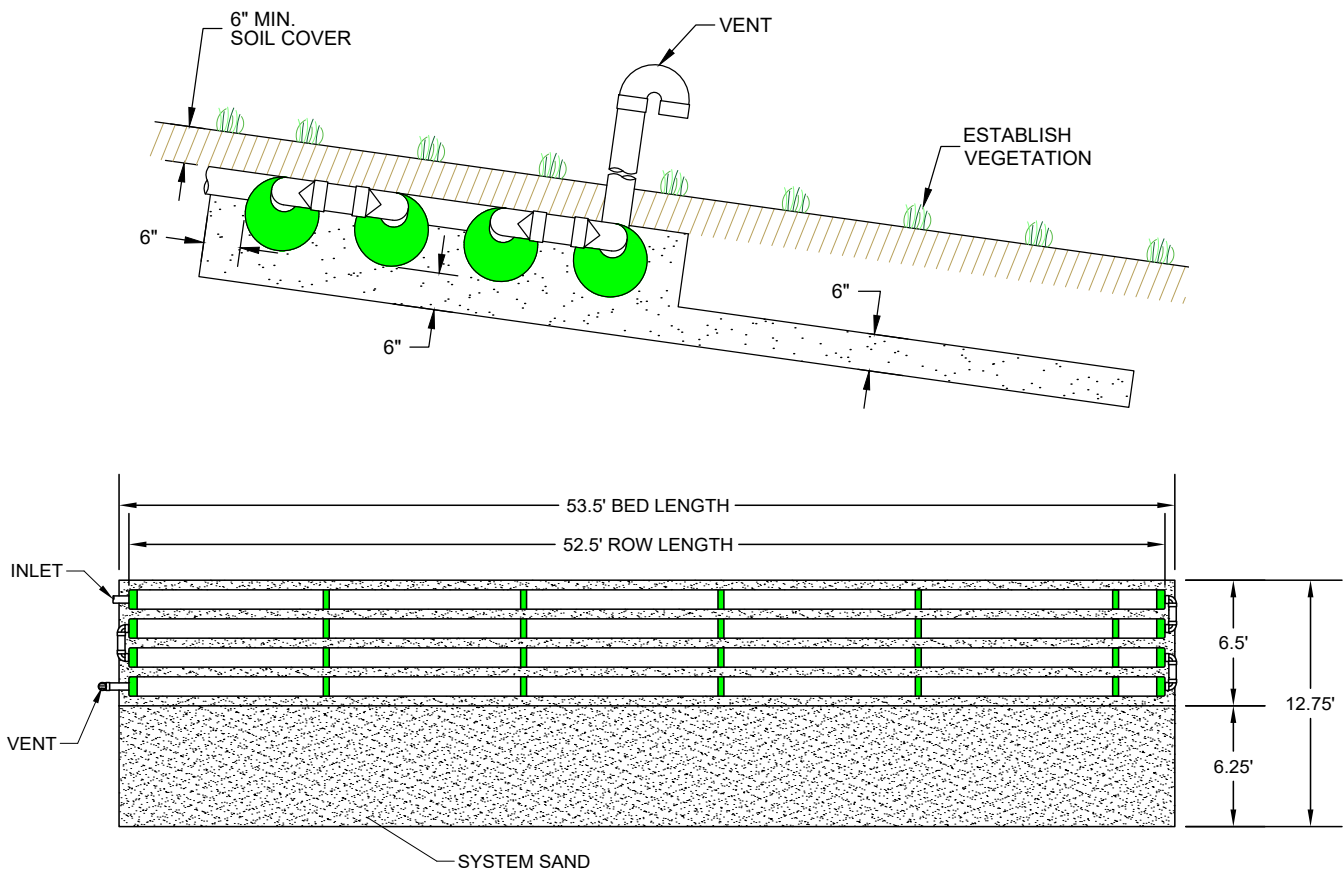 6" MIN.
SOIL COVER
VENT
ESTABLISH
VEGETATION
6"
6"
6"
53.5' BED LENGTH
52.5' ROW LENGTH
INLET
6.5'
12.75'
VENT
6.25'
SYSTEM SAND